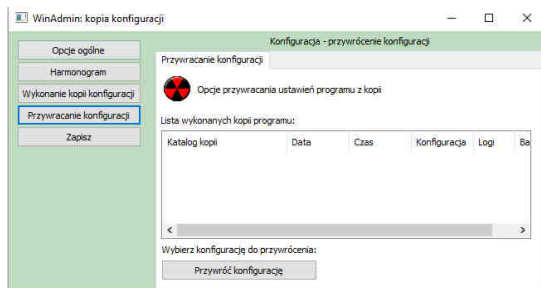 WinAdmin: kopia konfiguracji
Konfiguracja - przywrócenie konfiguracji
Opcje ogólne
Harmonogram
Wykonanie kopii konfiguracji
Przywracanie konfiguracji
Zapisz
Przywracanie konfiguracji
Opcje przywracania ustawień programu z kopii
Lista wykonanych kopii programu:
Katalog kopii Data Czas Konfiguracja Logi Ba
Wybierz konfigurację do przywrócenia:
Przywróć konfigurację